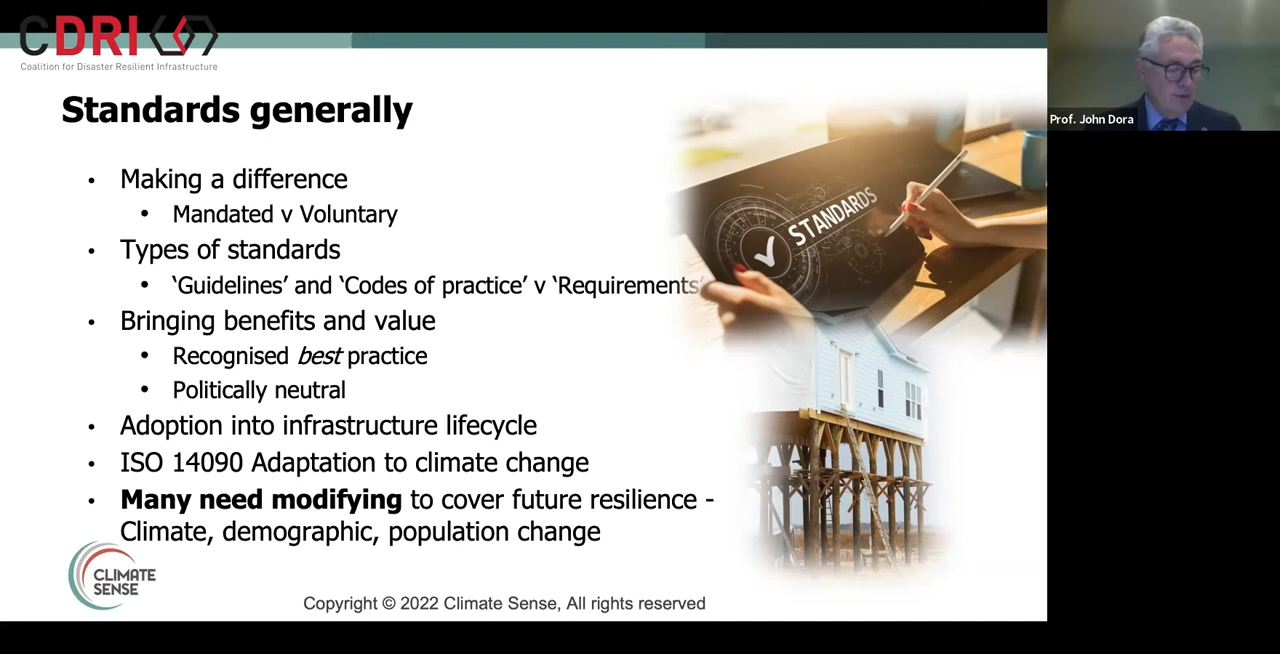 CDRI
Coalition for Disaster Resilient Infrastructure
Prof. John Dora
Standards generally
• Making a difference
• Mandated v Voluntary
• Types of standards
• ‘Guidelines’ and ‘Codes of practice’ v ‘Requirements’
• Bringing benefits and value
• Recognised best practice
• Politically neutral
• Adoption into infrastructure lifecycle
• ISO 14090 Adaptation to climate change
• Many need modifying to cover future resilience -
Climate, demographic, population change
STANDARDS
CLIMATE
SENSE
Copyright © 2022 Climate Sense, All rights reserved